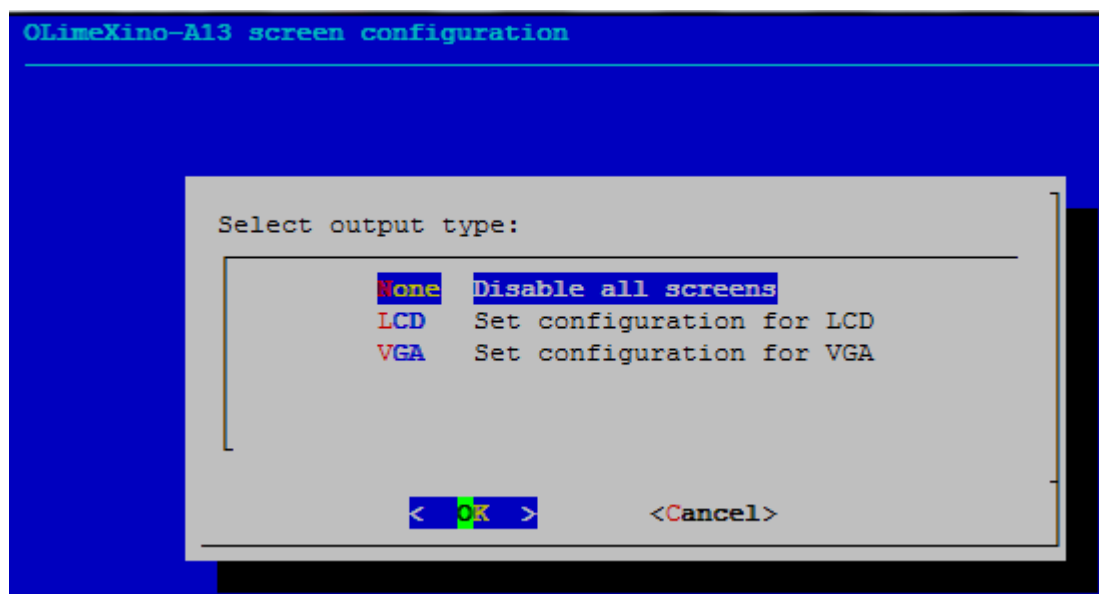 OLimeXino-A13 screen configuration
Select output type:
None Disable all screens
LCD Set configuration for LCD
VGA Set configuration for VGA
< OK > <Cancel>